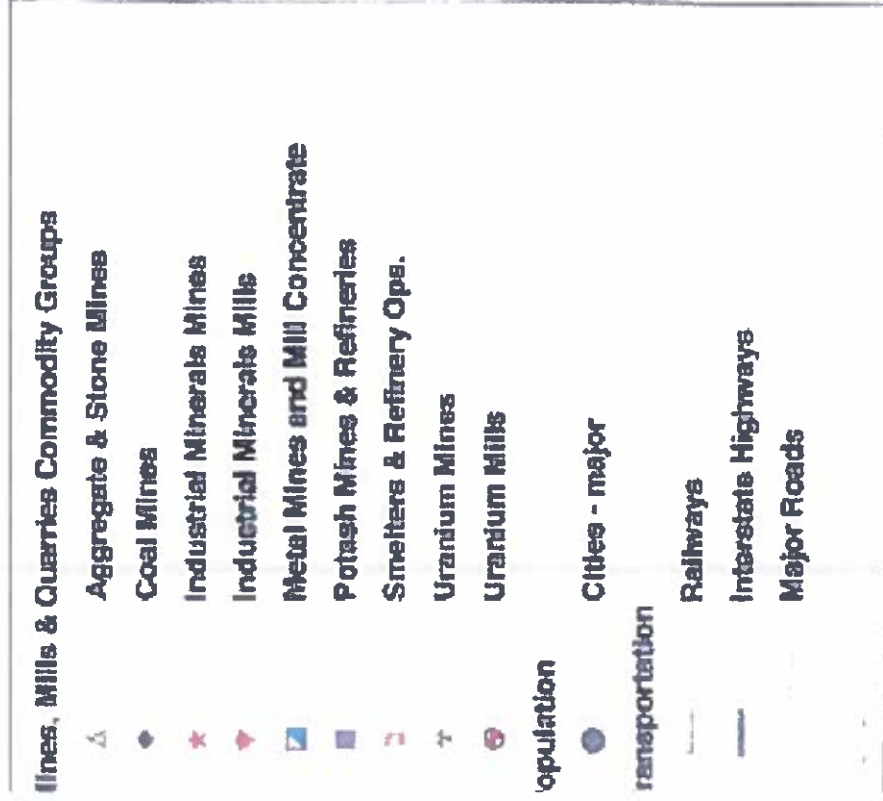 lines, Mills & Quarries Commodity Groups
Aggregate & Stone Mines
Coal Mines
Industrial Minerals Mines
Industrial Minerals Mills
Metal Mines and Mill Concentrate
Potash Mines & Refineries
Smelters & Refinery Ops.
Uranium Mines
Uranium Mills
opulation
Cities - major
ransportation
Railways
Interstate Highways
Major Roads